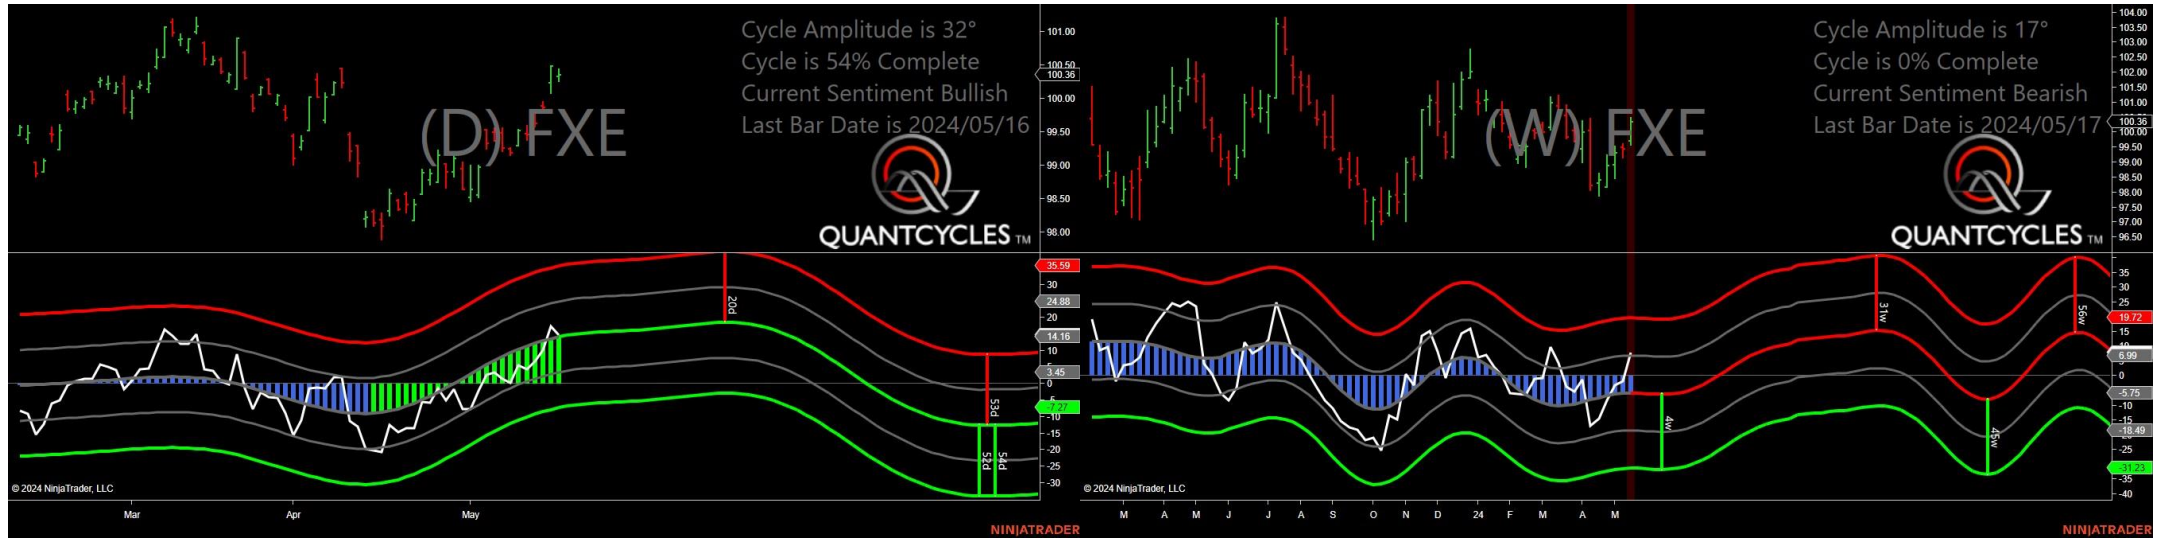 Cycle Amplitude is 32°
Cycle is 54% Complete
Current Sentiment Bullish
Last Bar Date is 2024/05/16
(D) FXE
QUANTCYCLES TM
101.00
100.50
100.36
100.00
99.50
99.00
98.50
98.00
35.59
30
24.88
20
14.16
10
3.45
0
-5
-7.27
-10
-15
-20
-25
-30
20d
53d
52d
54d
© 2024 NinjaTrader, LLC
Mar
Apr
May
NINJATRADER
Cycle Amplitude is 17°
Cycle is 0% Complete
Current Sentiment Bearish
Last Bar Date is 2024/05/17
(W) FXE
QUANTCYCLES TM
104.00
103.50
103.00
102.50
102.00
101.50
101.00
100.36
100.00
99.50
99.00
98.50
98.00
97.50
97.00
96.50
35
30
25
19.72
15
6.99
0
-5.75
-10
-15
-18.49
-25
-31.23
-35
-40
31w
56w
4w
45w
© 2024 NinjaTrader, LLC
M
A
M
J
J
A
S
O
N
D
24
F
M
A
M
NINJATRADER